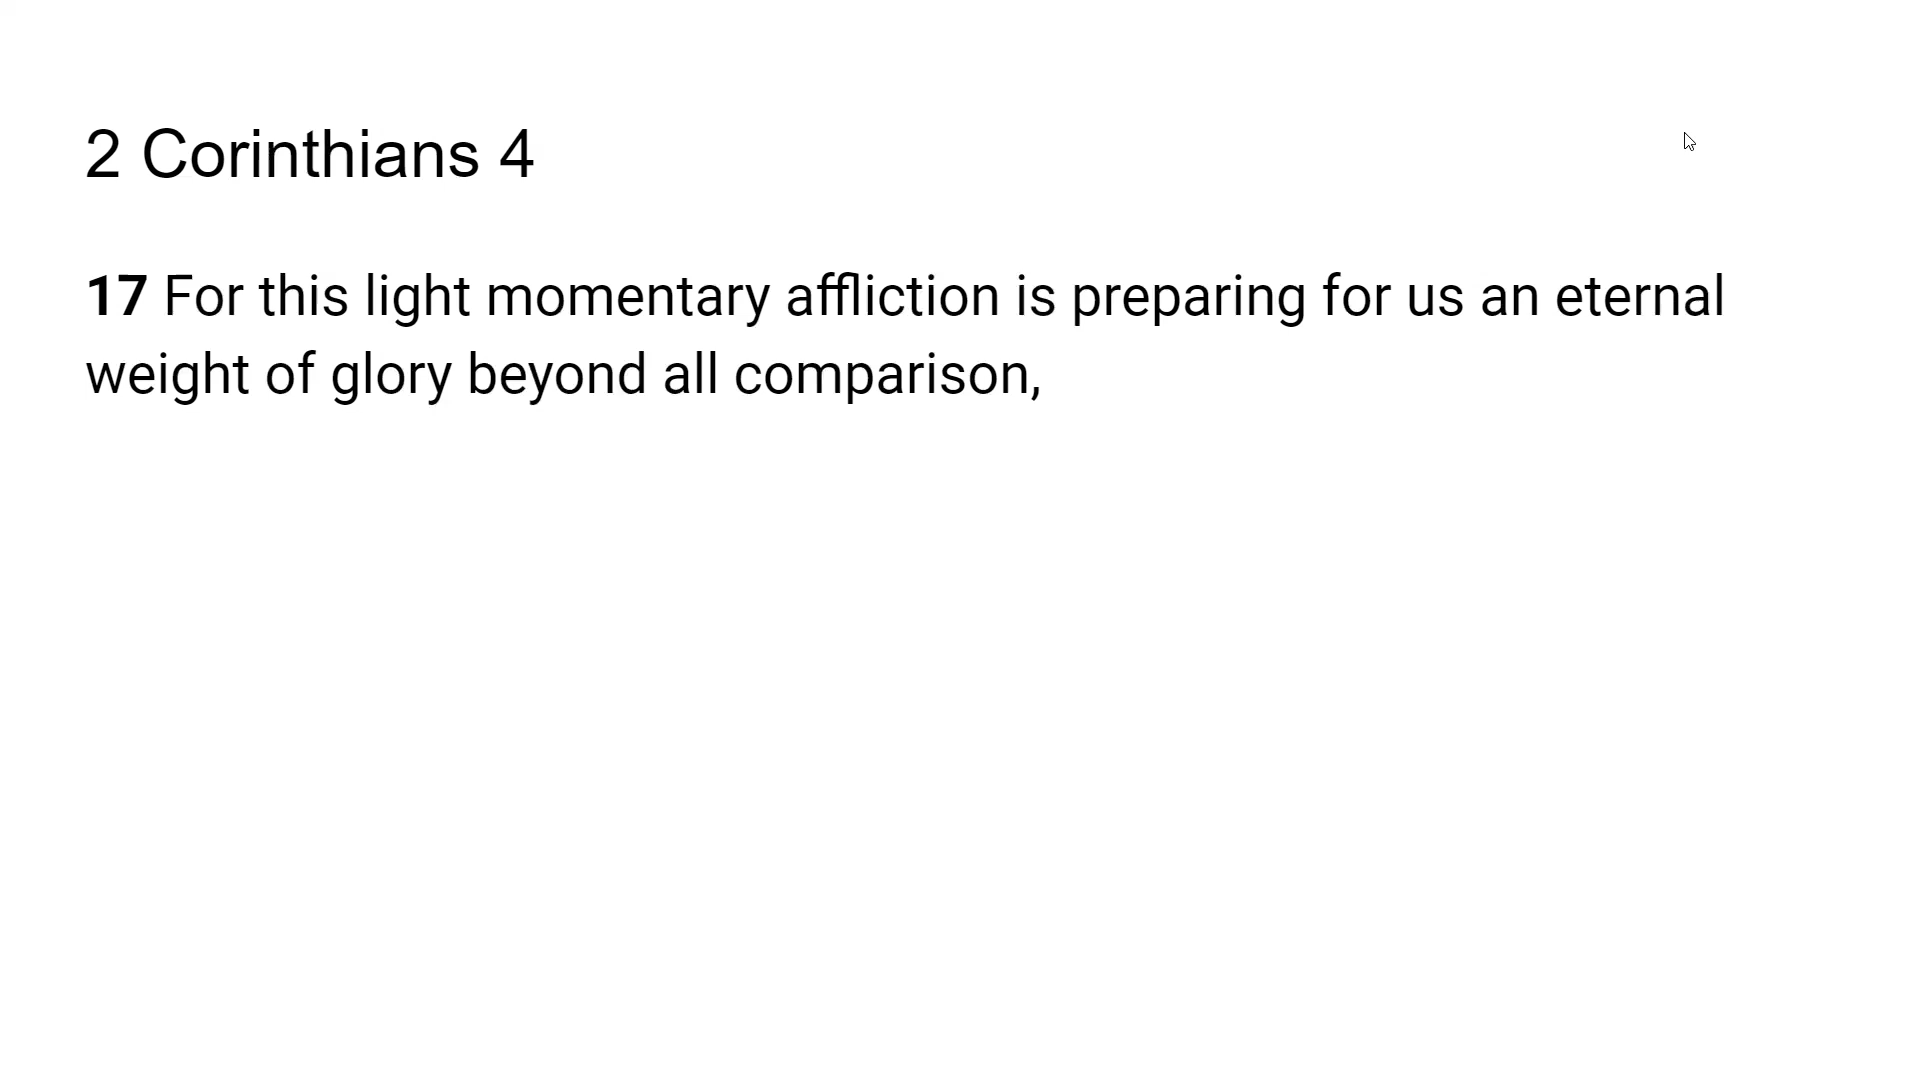 2 Corinthians 4
17 For this light momentary affliction is preparing for us an eternal
weight of glory beyond all comparison,